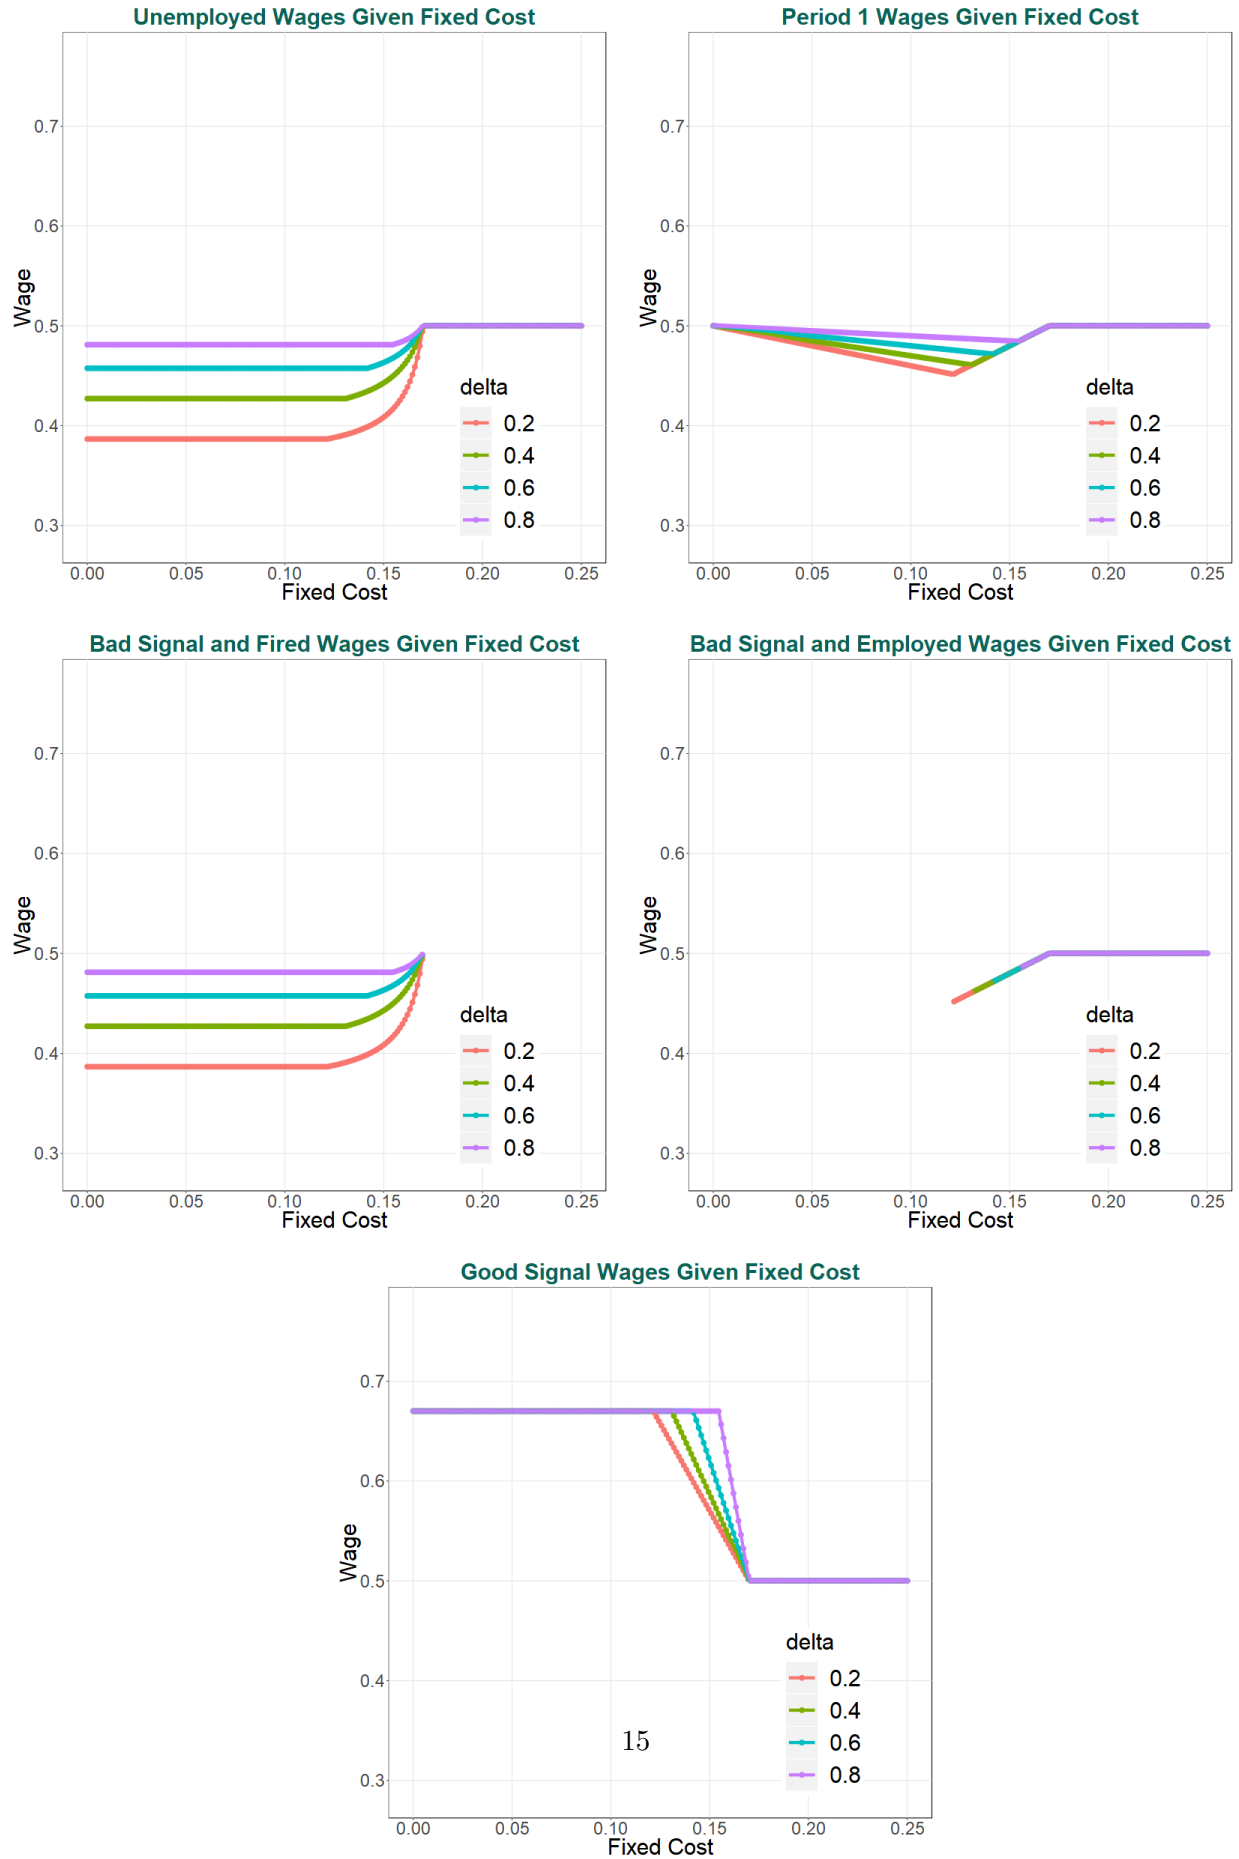 Unemployed Wages Given Fixed Cost
0.7
0.6
0.5
0.4
0.3
Wage
delta
0.2
0.4
0.6
0.8
0.00 0.05 0.10 0.15 0.20 0.25
Fixed Cost
Period 1 Wages Given Fixed Cost
0.7
0.6
0.5
0.4
0.3
Wage
delta
0.2
0.4
0.6
0.8
0.00 0.05 0.10 0.15 0.20 0.25
Fixed Cost
Bad Signal and Fired Wages Given Fixed Cost
0.7
0.6
0.5
0.4
0.3
Wage
delta
0.2
0.4
0.6
0.8
0.00 0.05 0.10 0.15 0.20 0.25
Fixed Cost
Bad Signal and Employed Wages Given Fixed Cost
0.7
0.6
0.5
0.4
0.3
Wage
delta
0.2
0.4
0.6
0.8
0.00 0.05 0.10 0.15 0.20 0.25
Fixed Cost
Good Signal Wages Given Fixed Cost
0.7
0.6
0.5
0.4
0.3
Wage
delta
0.2
0.4
0.6
0.8
15
0.00 0.05 0.10 0.15 0.20 0.25
Fixed Cost